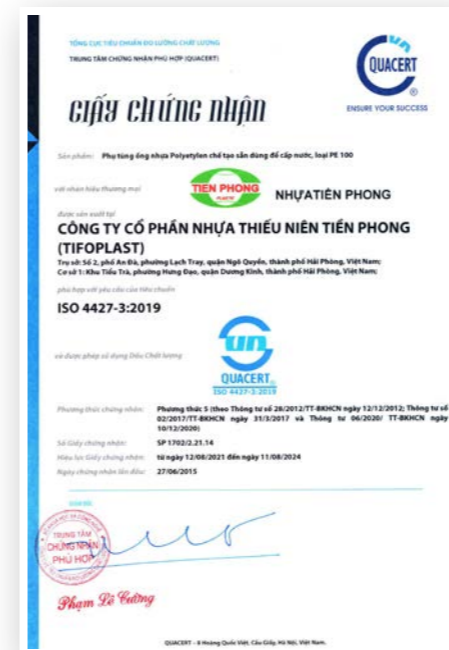 TỔNG CỤC TIÊU CHUẨN ĐO LƯỜNG CHẤT LƯỢNG
TRUNG TÂM CHỨNG NHẬN PHÙ HỢP (QUACERT)
QUACERT
®
ENSURE YOUR SUCCESS
GIẤY CHỨNG NHẬN
Sản phẩm: Phụ tùng ống nhựa Polyetylen chế tạo sẵn dùng để cấp nước, loại PE 100
với nhãn hiệu thương mại
TIEN PHONG
PLASTIC
NHỰATIỀN PHONG
được sản xuất tại
CÔNG TY CỔ PHẦN NHỰA THIẾU NIÊN TIỀN PHONG
(TIFOPLAST)
Trụ sở: Số 2, phố An Đà, phường Lạch Tray, quận Ngô Quyền, thành phố Hải Phòng, Việt Nam;
Cơ sở 1: Khu Tiểu Trà, phường Hưng Đạo, quận Dương Kinh, thành phố Hải Phòng, Việt Nam;
phù hợp với yêu cầu của tiêu chuẩn
ISO 4427-3:2019
và được phép sử dụng Dấu Chất lượng
QUACERT
®
ISO 4427-3:2019
Phương thức chứng nhận: Phương thức 5 (theo Thông tư số 28/2012/TT-BKHCN ngày 12/12/2012; Thông tư số
02/2017/TT-BKHCN ngày 31/3/2017 và Thông tư 06/2020/ TT-BKHCN ngày
10/12/2020)
Số Giấy chứng nhận: SP 1702/2.21.14
Hiệu lực Giấy chứng nhận: từ ngày 12/08/2021 đến ngày 11/08/2024
Ngày chứng nhận lần đầu: 27/06/2015
GIÁM ĐỐC
TRUNG TÂM
CHỨNG NHẬN
PHÙ HỢP
Phạm Lê Cường
QUACERT – 8 Hoàng Quốc Việt, Cầu Giấy, Hà Nội, Việt Nam.